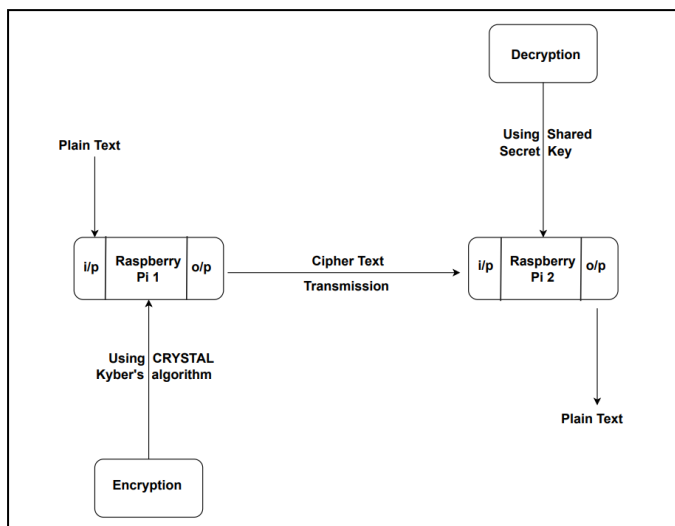 Decryption
Using Shared
Secret Key
Plain Text
i/p Raspberry Pi 1 o/p
Cipher Text
Transmission
i/p Raspberry Pi 2 o/p
Using CRYSTAL
Kyber's algorithm
Plain Text
Encryption